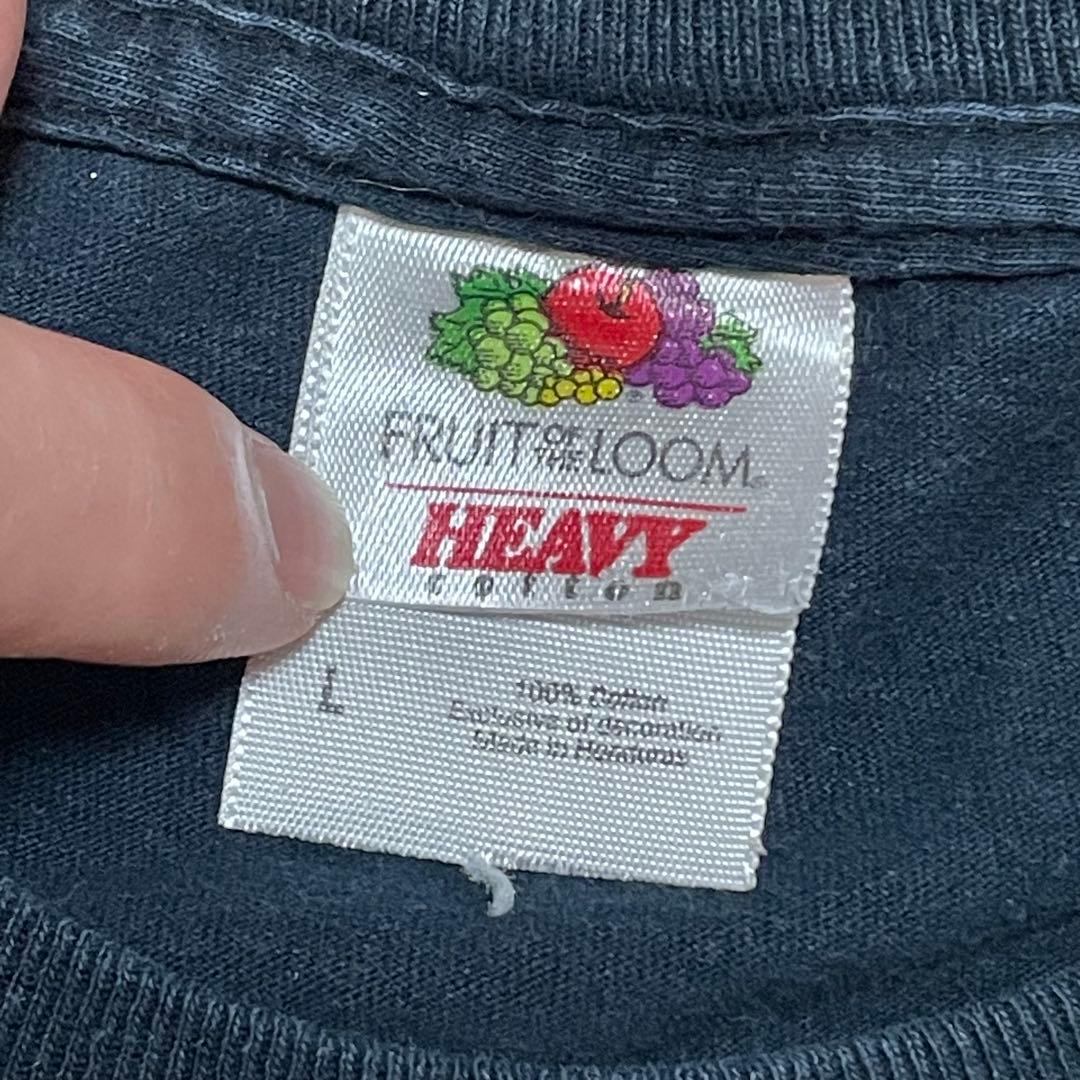 FRUIT OF THE LOOM
HEAVY
COTTON
L
100% Cotton
Exclusive of decoration
Made in Honduras